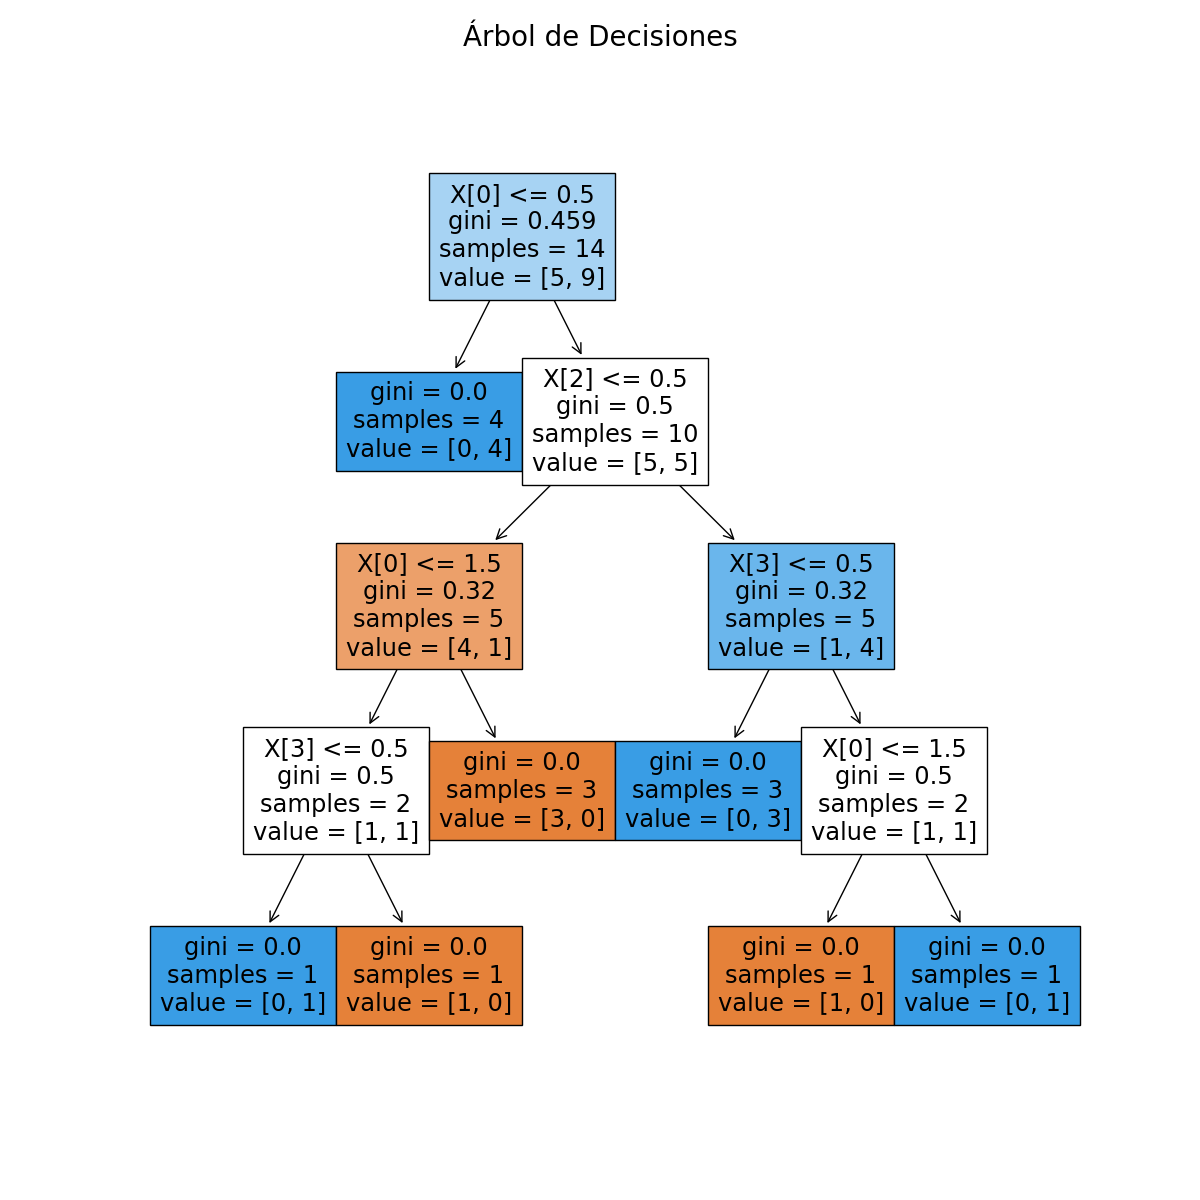 Árbol de Decisiones
X[0] <= 0.5
gini = 0.459
samples = 14
value = [5, 9]
gini = 0.0
samples = 4
value = [0, 4]
X[2] <= 0.5
gini = 0.5
samples = 10
value = [5, 5]
X[0] <= 1.5
gini = 0.32
samples = 5
value = [4, 1]
X[3] <= 0.5
gini = 0.32
samples = 5
value = [1, 4]
X[3] <= 0.5
gini = 0.5
samples = 2
value = [1, 1]
gini = 0.0
samples = 3
value = [3, 0]
gini = 0.0
samples = 3
value = [0, 3]
X[0] <= 1.5
gini = 0.5
samples = 2
value = [1, 1]
gini = 0.0
samples = 1
value = [0, 1]
gini = 0.0
samples = 1
value = [1, 0]
gini = 0.0
samples = 1
value = [1, 0]
gini = 0.0
samples = 1
value = [0, 1]